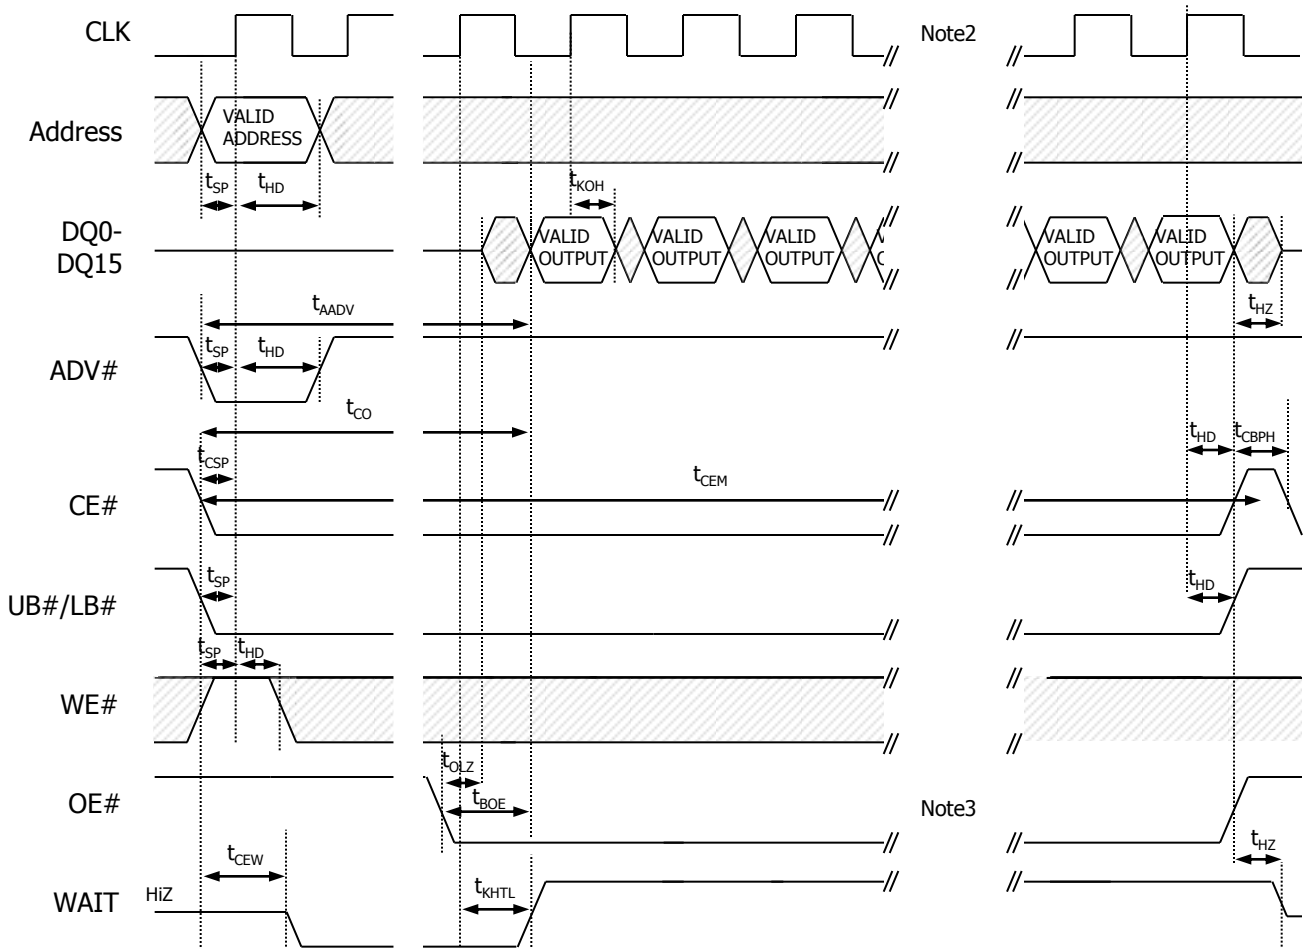 CLK
Note2
Address
VALID
ADDRESS
tSP
tHD
tKOH
DQ0-
DQ15
VALID
OUTPUT
VALID
OUTPUT
VALID
OUTPUT
VALID
OUTPUT
VALID
OUTPUT
tAADV
tHZ
ADV#
tSP
tHD
tCO
tHD
tCBPH
tCSP
CE#
tCEM
UB#/LB#
tSP
tHD
tSP
tHD
WE#
tOLZ
OE#
tBOE
Note3
tCEW
tHZ
WAIT
HiZ
tKHTL